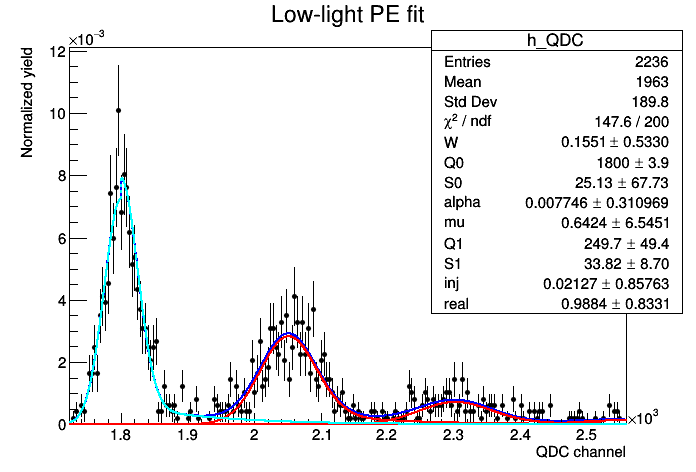 Low-light PE fit
×10⁻³
Normalized yield
12
10
8
6
4
2
0
1.8 1.9 2 2.1 2.2 2.3 2.4 2.5
×10³
QDC channel
h_QDC
Entries 2236
Mean 1963
Std Dev 189.8
χ² / ndf 147.6 / 200
W 0.1551 ± 0.5330
Q0 1800 ± 3.9
S0 25.13 ± 67.73
alpha 0.007746 ± 0.310969
mu 0.6424 ± 6.5451
Q1 249.7 ± 49.4
S1 33.82 ± 8.70
inj 0.02127 ± 0.85763
real 0.9884 ± 0.8331